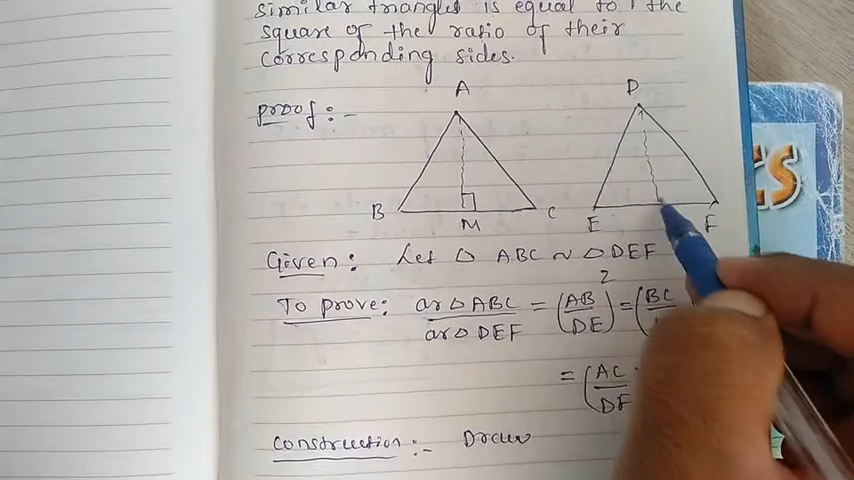 similar triangles is equal to the
square of the ratio of their
corresponding sides.
proof :-
A
D
B
M
C
E
F
Given : Let △ ABC ~ △ DEF
To prove: ar△ ABC / ar△ DEF = (AB/DE)² = (BC
= (AC/DF
Construction :- Draw
CS